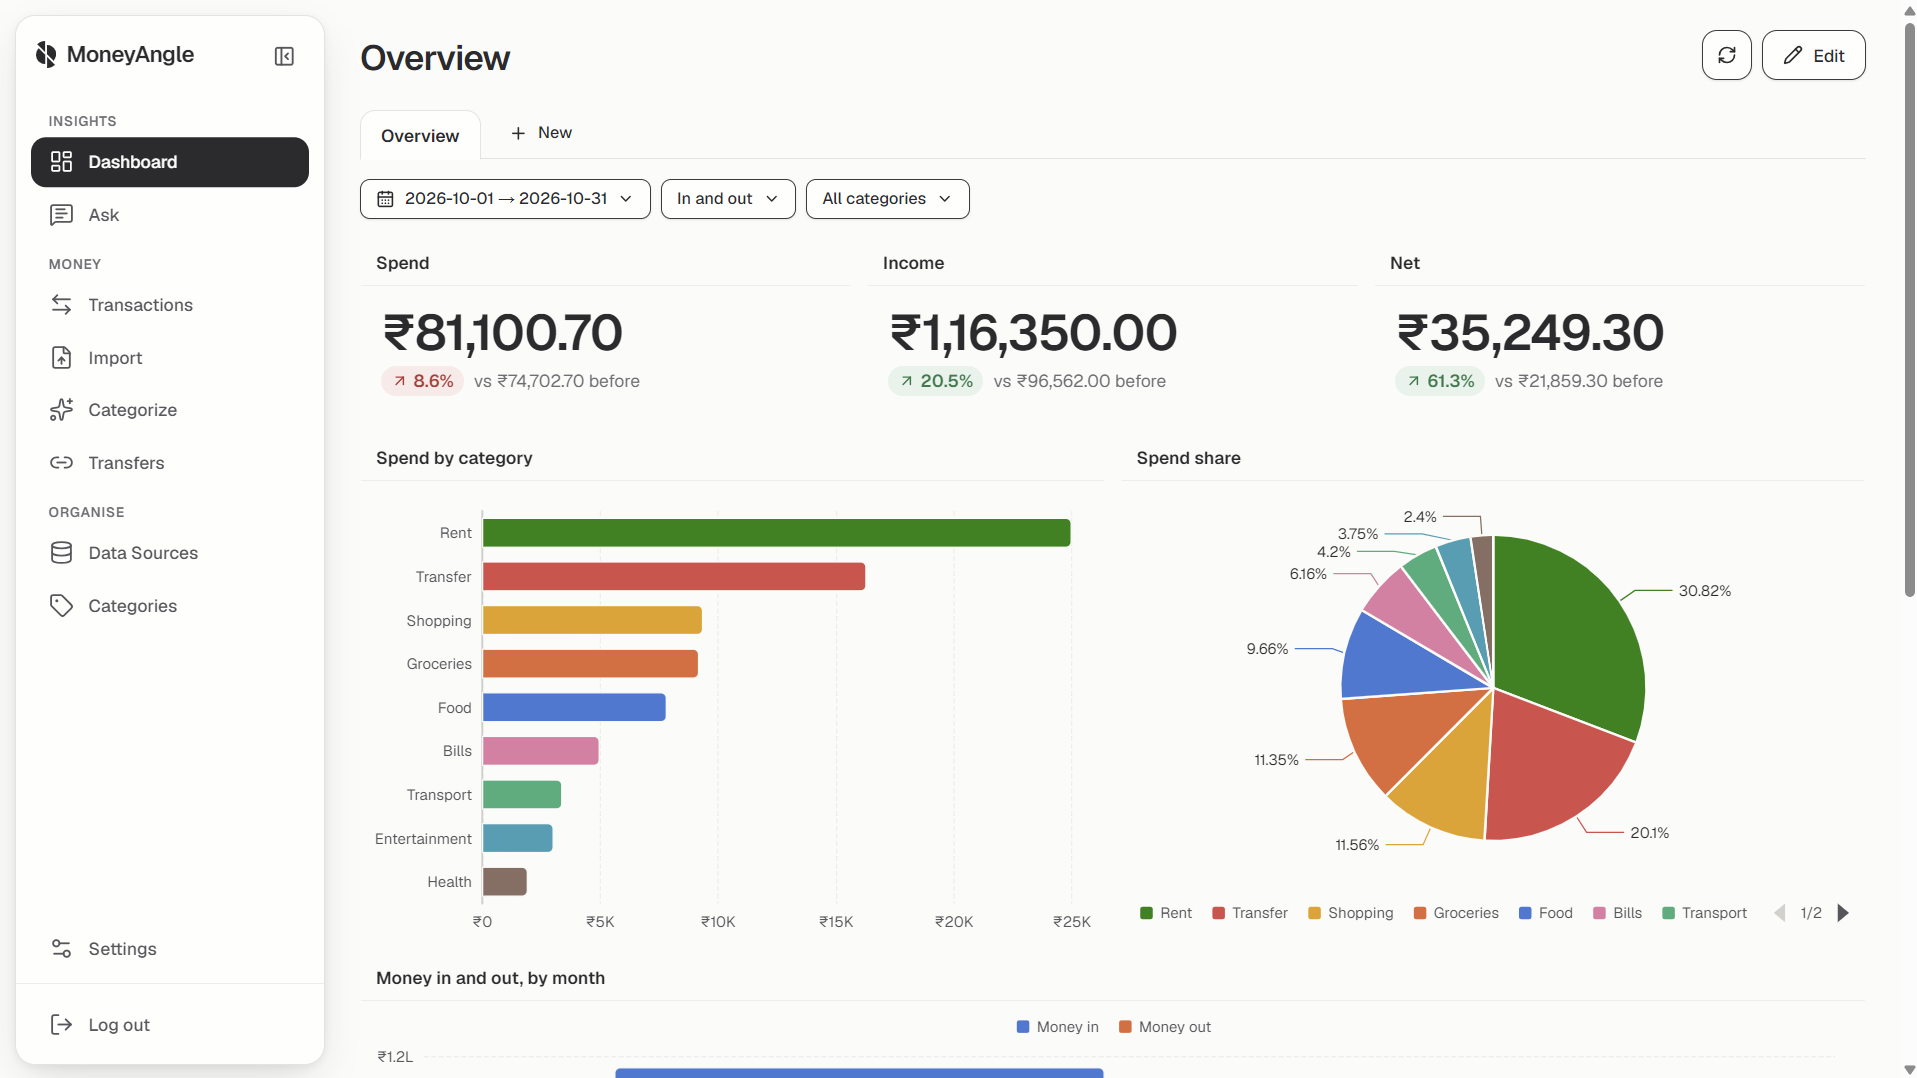 MoneyAngle
INSIGHTS
Dashboard
Ask
MONEY
Transactions
Import
Categorize
Transfers
ORGANISE
Data Sources
Categories
Settings
Log out
Overview
Edit
Overview
+ New
2026-10-01 → 2026-10-31
In and out
All categories
Spend
₹81,100.70
8.6% vs ₹74,702.70 before
Income
₹1,16,350.00
20.5% vs ₹96,562.00 before
Net
₹35,249.30
61.3% vs ₹21,859.30 before
Spend by category
Rent
Transfer
Shopping
Groceries
Food
Bills
Transport
Entertainment
Health
₹0 ₹5K ₹10K ₹15K ₹20K ₹25K
Spend share
2.4%
3.75%
4.2%
6.16%
30.82%
9.66%
11.35%
20.1%
11.56%
Rent Transfer Shopping Groceries Food Bills Transport 1/2
Money in and out, by month
Money in Money out
₹1.2L